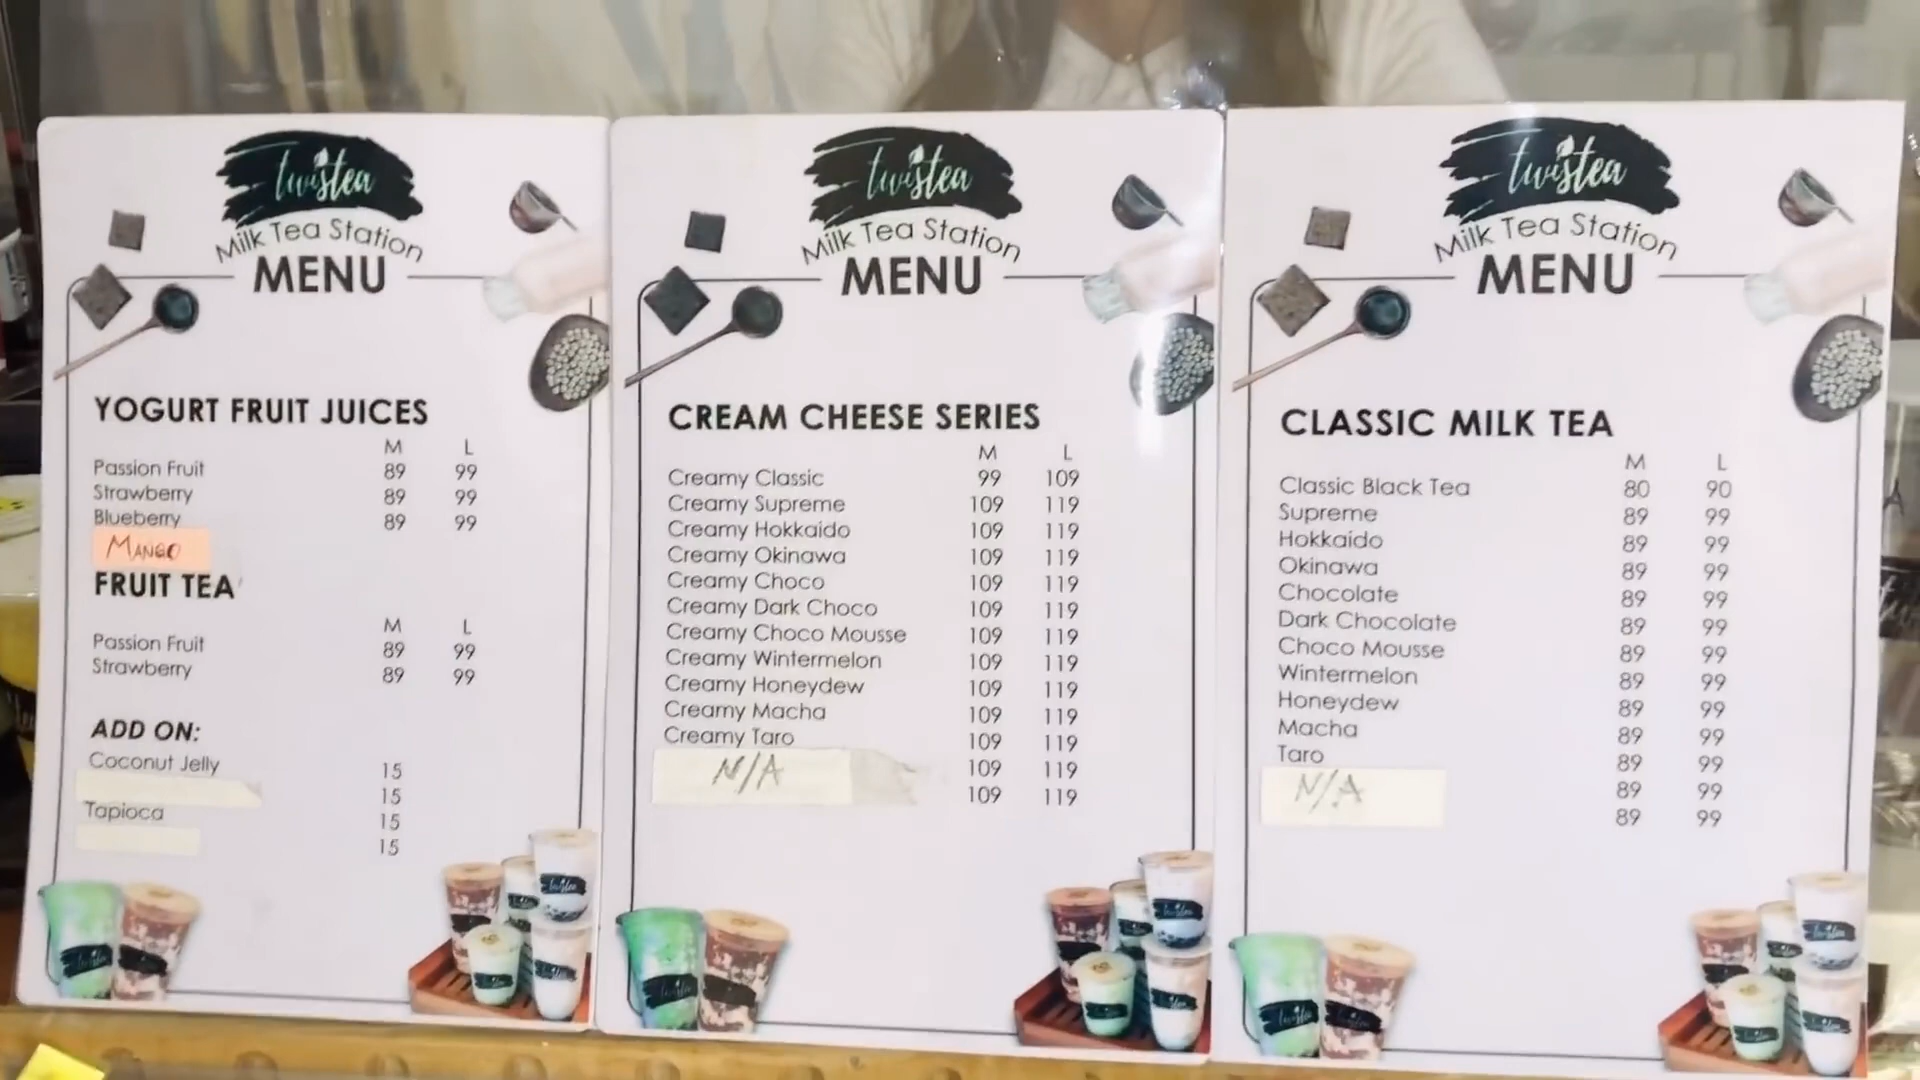 twistea
Milk Tea Station
MENU
YOGURT FRUIT JUICES
M L
Passion Fruit 89 99
Strawberry 89 99
Blueberry 89 99
MANGO
FRUIT TEA
M L
Passion Fruit 89 99
Strawberry 89 99
ADD ON:
Coconut Jelly 15
15
Tapioca 15
15
twistea
Milk Tea Station
MENU
CREAM CHEESE SERIES
M L
Creamy Classic 99 109
Creamy Supreme 109 119
Creamy Hokkaido 109 119
Creamy Okinawa 109 119
Creamy Choco 109 119
Creamy Dark Choco 109 119
Creamy Choco Mousse 109 119
Creamy Wintermelon 109 119
Creamy Honeydew 109 119
Creamy Macha 109 119
Creamy Taro 109 119
N/A 109 119
109 119
twistea
Milk Tea Station
MENU
CLASSIC MILK TEA
M L
Classic Black Tea 80 90
Supreme 89 99
Hokkaido 89 99
Okinawa 89 99
Chocolate 89 99
Dark Chocolate 89 99
Choco Mousse 89 99
Wintermelon 89 99
Honeydew 89 99
Macha 89 99
Taro 89 99
N/A 89 99
89 99